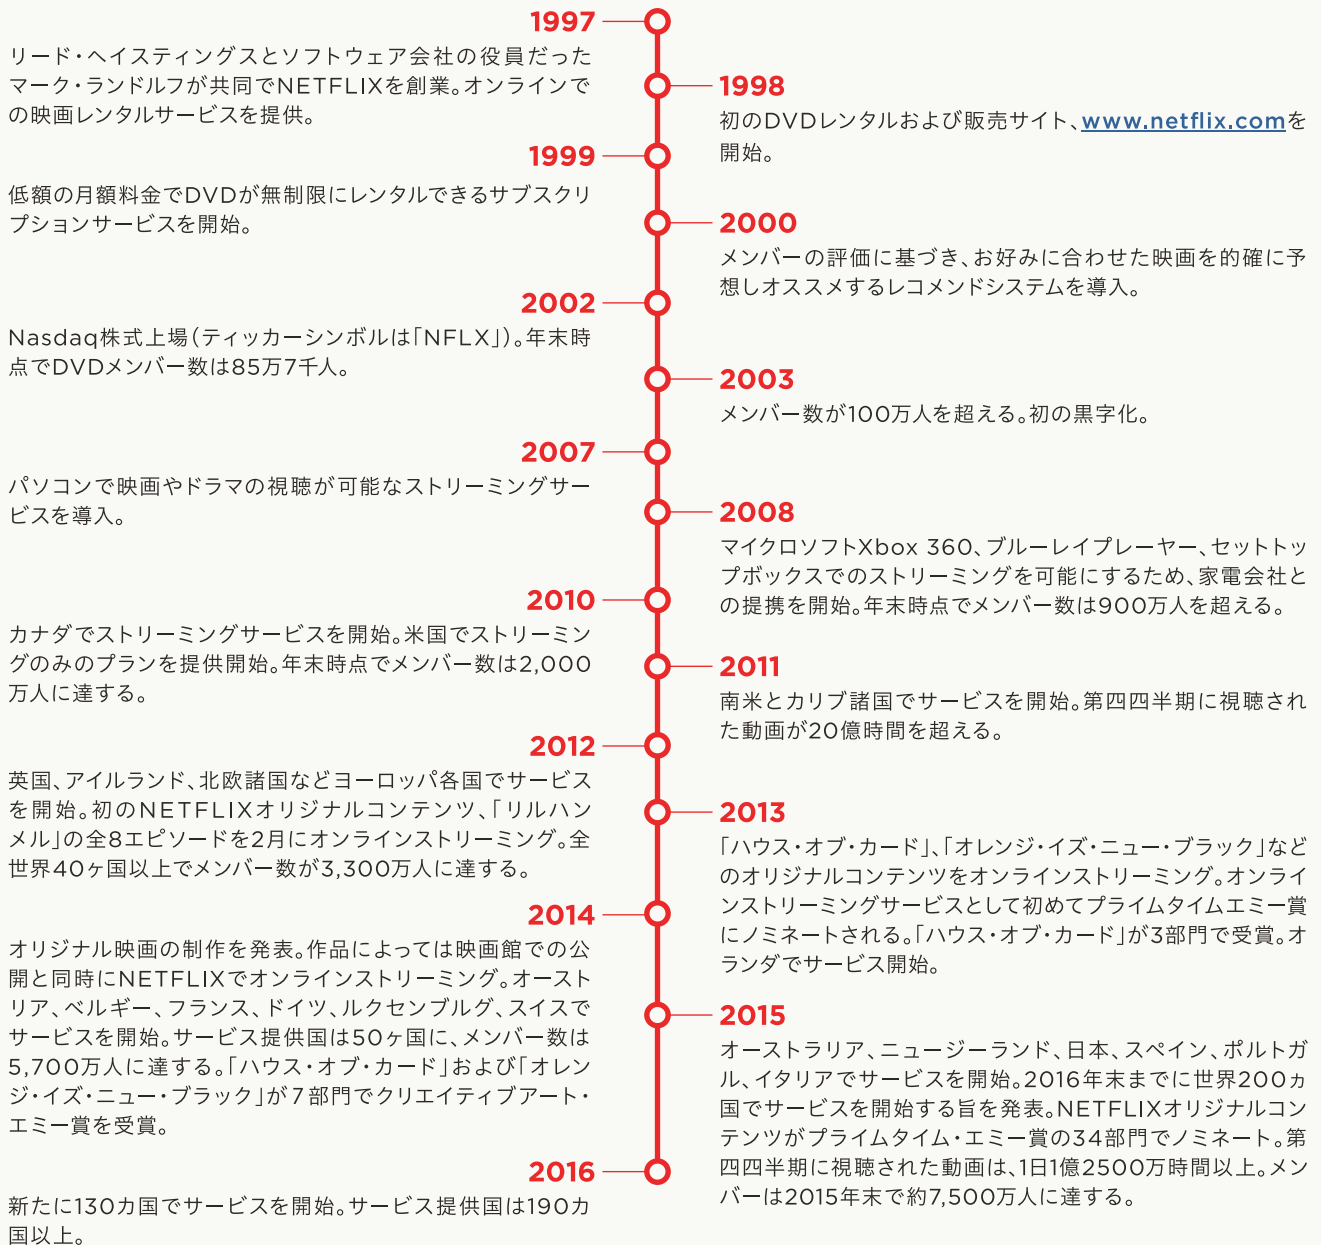 1997
リード・ヘイスティングスとソフトウェア会社の役員だった
マーク・ランドルフが共同でNETFLIXを創業。オンラインで
の映画レンタルサービスを提供。
1998
初のDVDレンタルおよび販売サイト、www.netflix.comを
開始。
1999
低額の月額料金でDVDが無制限にレンタルできるサブスクリ
プションサービスを開始。
2000
メンバーの評価に基づき、お好みに合わせた映画を的確に予
想しオススメするレコメンドシステムを導入。
2002
Nasdaq株式上場(ティッカーシンボルは「NFLX」)。年末時
点でDVDメンバー数は85万7千人。
2003
メンバー数が100万人を超える。初の黒字化。
2007
パソコンで映画やドラマの視聴が可能なストリーミングサー
ビスを導入。
2008
マイクロソフトXbox 360、ブルーレイプレーヤー、セットトッ
プボックスでのストリーミングを可能にするため、家電会社と
の提携を開始。年末時点でメンバー数は900万人を超える。
2010
カナダでストリーミングサービスを開始。米国でストリーミン
グのみのプランを提供開始。年末時点でメンバー数は2,000
万人に達する。
2011
南米とカリブ諸国でサービスを開始。第四四半期に視聴され
た動画が20億時間を超える。
2012
英国、アイルランド、北欧諸国などヨーロッパ各国でサービス
を開始。初のNETFLIXオリジナルコンテンツ、「リルハン
メル」の全8エピソードを2月にオンラインストリーミング。全
世界40ヶ国以上でメンバー数が3,300万人に達する。
2013
「ハウス・オブ・カード」、「オレンジ・イズ・ニュー・ブラック」など
のオリジナルコンテンツをオンラインストリーミング。オンライ
ンストリーミングサービスとして初めてプライムタイムエミー賞
にノミネートされる。「ハウス・オブ・カード」が3部門で受賞。オ
ランダでサービス開始。
2014
オリジナル映画の制作を発表。作品によっては映画館での公
開と同時にNETFLIXでオンラインストリーミング。オースト
リア、ベルギー、フランス、ドイツ、ルクセンブルグ、スイスで
サービスを開始。サービス提供国は50ヶ国に、メンバー数は
5,700万人に達する。「ハウス・オブ・カード」および「オレン
ジ・イズ・ニュー・ブラック」が7部門でクリエイティブアート・
エミー賞を受賞。
2015
オーストラリア、ニュージーランド、日本、スペイン、ポルトガ
ル、イタリアでサービスを開始。2016年末までに世界200ヵ
国でサービスを開始する旨を発表。NETFLIXオリジナルコン
テンツがプライムタイム・エミー賞の34部門でノミネート。第
四四半期に視聴された動画は、1日1億2500万時間以上。メン
バーは2015年末で約7,500万人に達する。
2016
新たに130カ国でサービスを開始。サービス提供国は190カ
国以上。